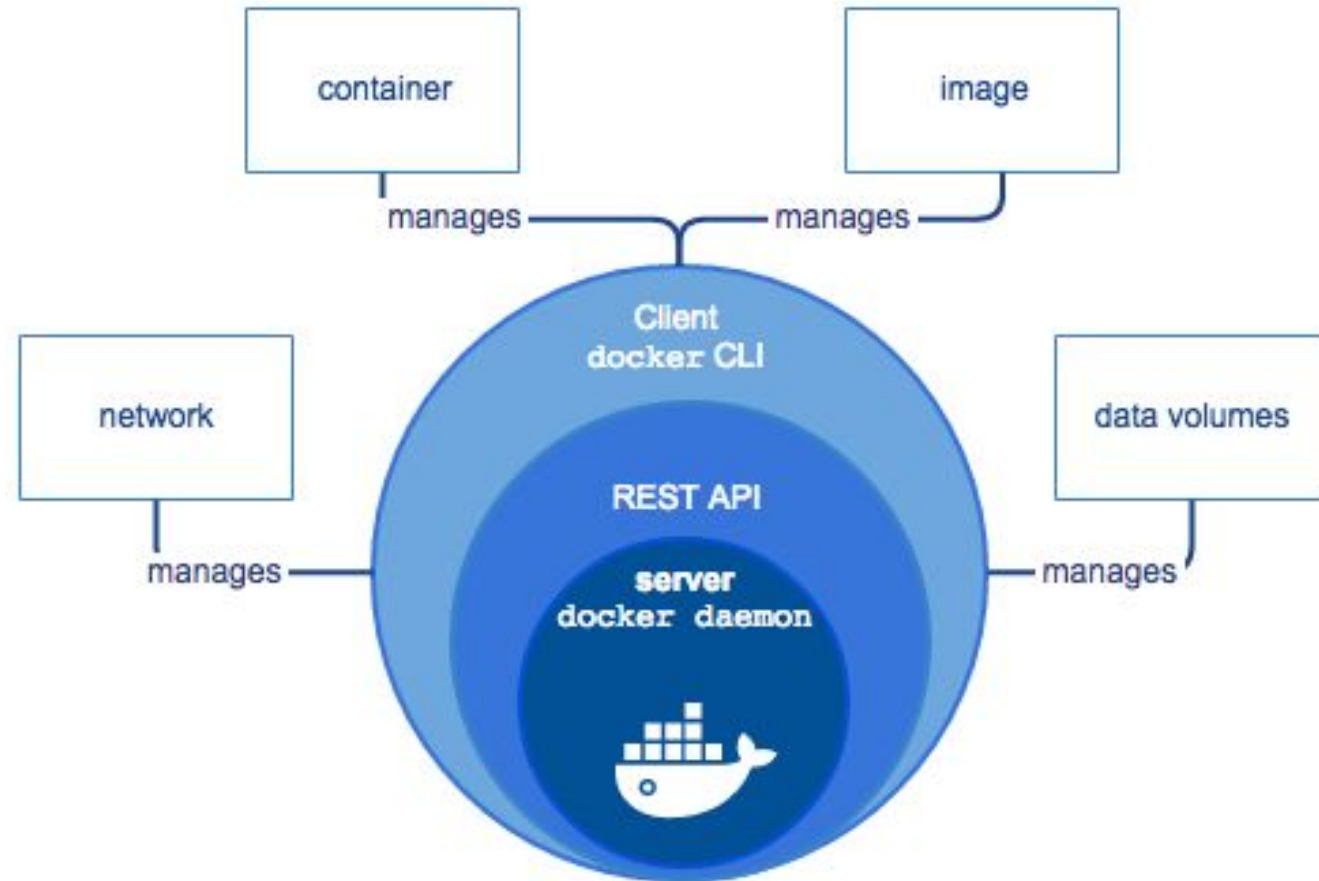 container
image
manages
manages
Client
docker CLI
network
data volumes
REST API
manages
manages
server
docker daemon